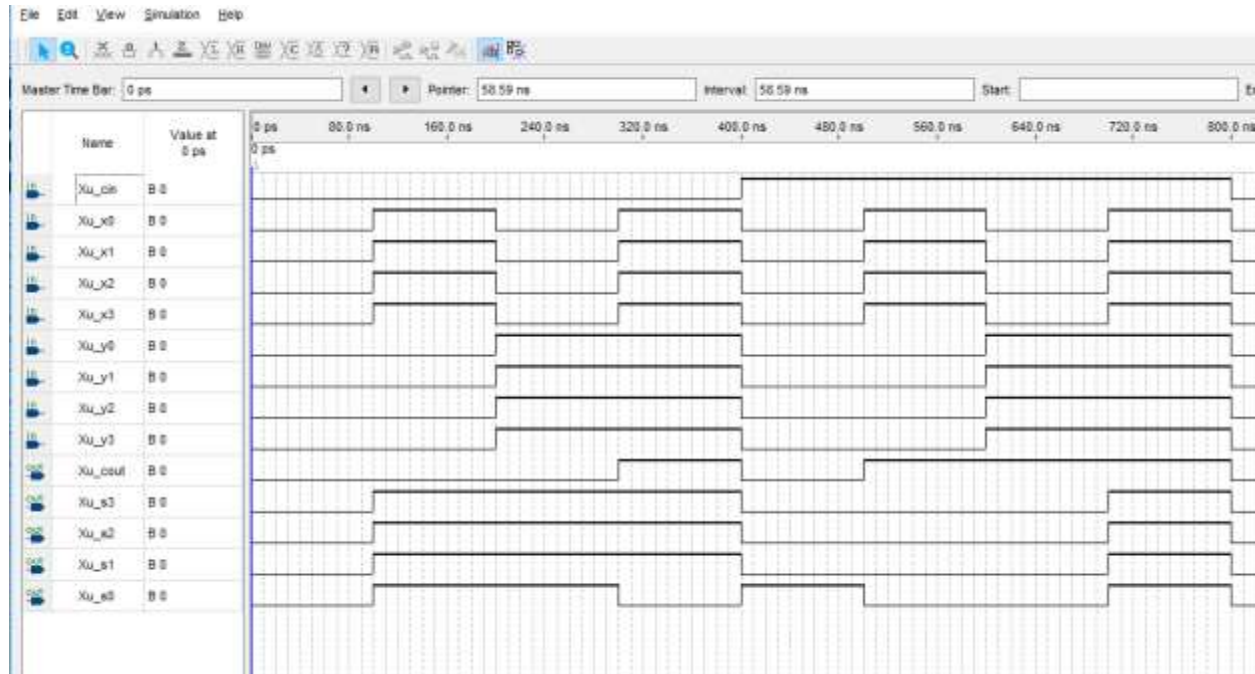 File Edit View Simulation Help
Master Time Bar: 0 ps Pointer: 58.59 ns Interval: 58.59 ns Start:
Name Value at 0 ps
0 ps 80.0 ns 160.0 ns 240.0 ns 320.0 ns 400.0 ns 480.0 ns 560.0 ns 640.0 ns 720.0 ns 800.0 ns
0 ps
Xu_cin B 0
Xu_x0 B 0
Xu_x1 B 0
Xu_x2 B 0
Xu_x3 B 0
Xu_y0 B 0
Xu_y1 B 0
Xu_y2 B 0
Xu_y3 B 0
Xu_cout B 0
Xu_s3 B 0
Xu_s2 B 0
Xu_s1 B 0
Xu_s0 B 0